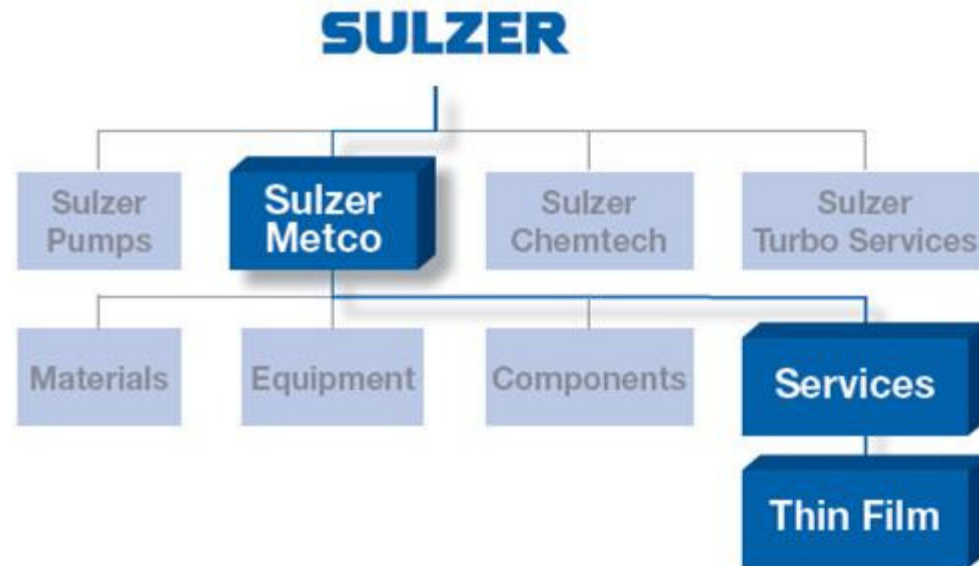 SULZER
Sulzer
Pumps
Sulzer
Metco
Sulzer
Chemtech
Sulzer
Turbo Services
Materials
Equipment
Components
Services
Thin Film